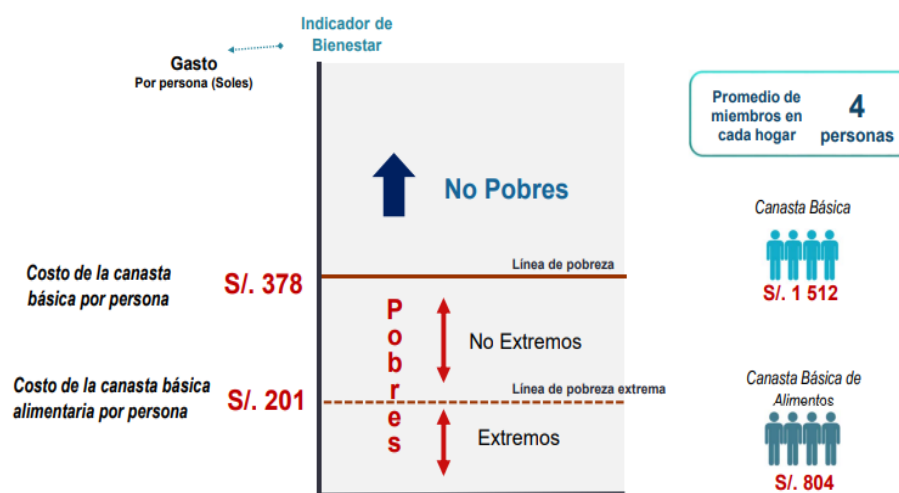 Indicador de
Bienestar
Gasto
Por persona (Soles)
Promedio de
miembros en
cada hogar
4
personas
No Pobres
Canasta Básica
S/. 1 512
Línea de pobreza
Costo de la canasta
básica por persona
S/. 378
Pobres
No Extremos
Costo de la canasta básica
alimentaria por persona
S/. 201
Línea de pobreza extrema
Extremos
Canasta Básica de
Alimentos
S/. 804